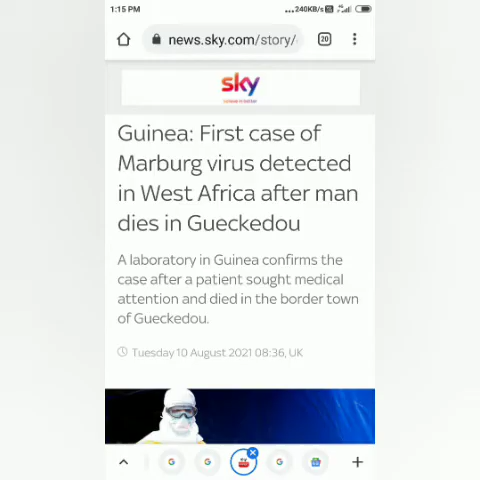 1:15 PM
...240KB/s
news.sky.com/story/
20
sky
Guinea: First case of
Marburg virus detected
in West Africa after man
dies in Gueckedou
A laboratory in Guinea confirms the
case after a patient sought medical
attention and died in the border town
of Gueckedou.
Tuesday 10 August 2021 08:36, UK